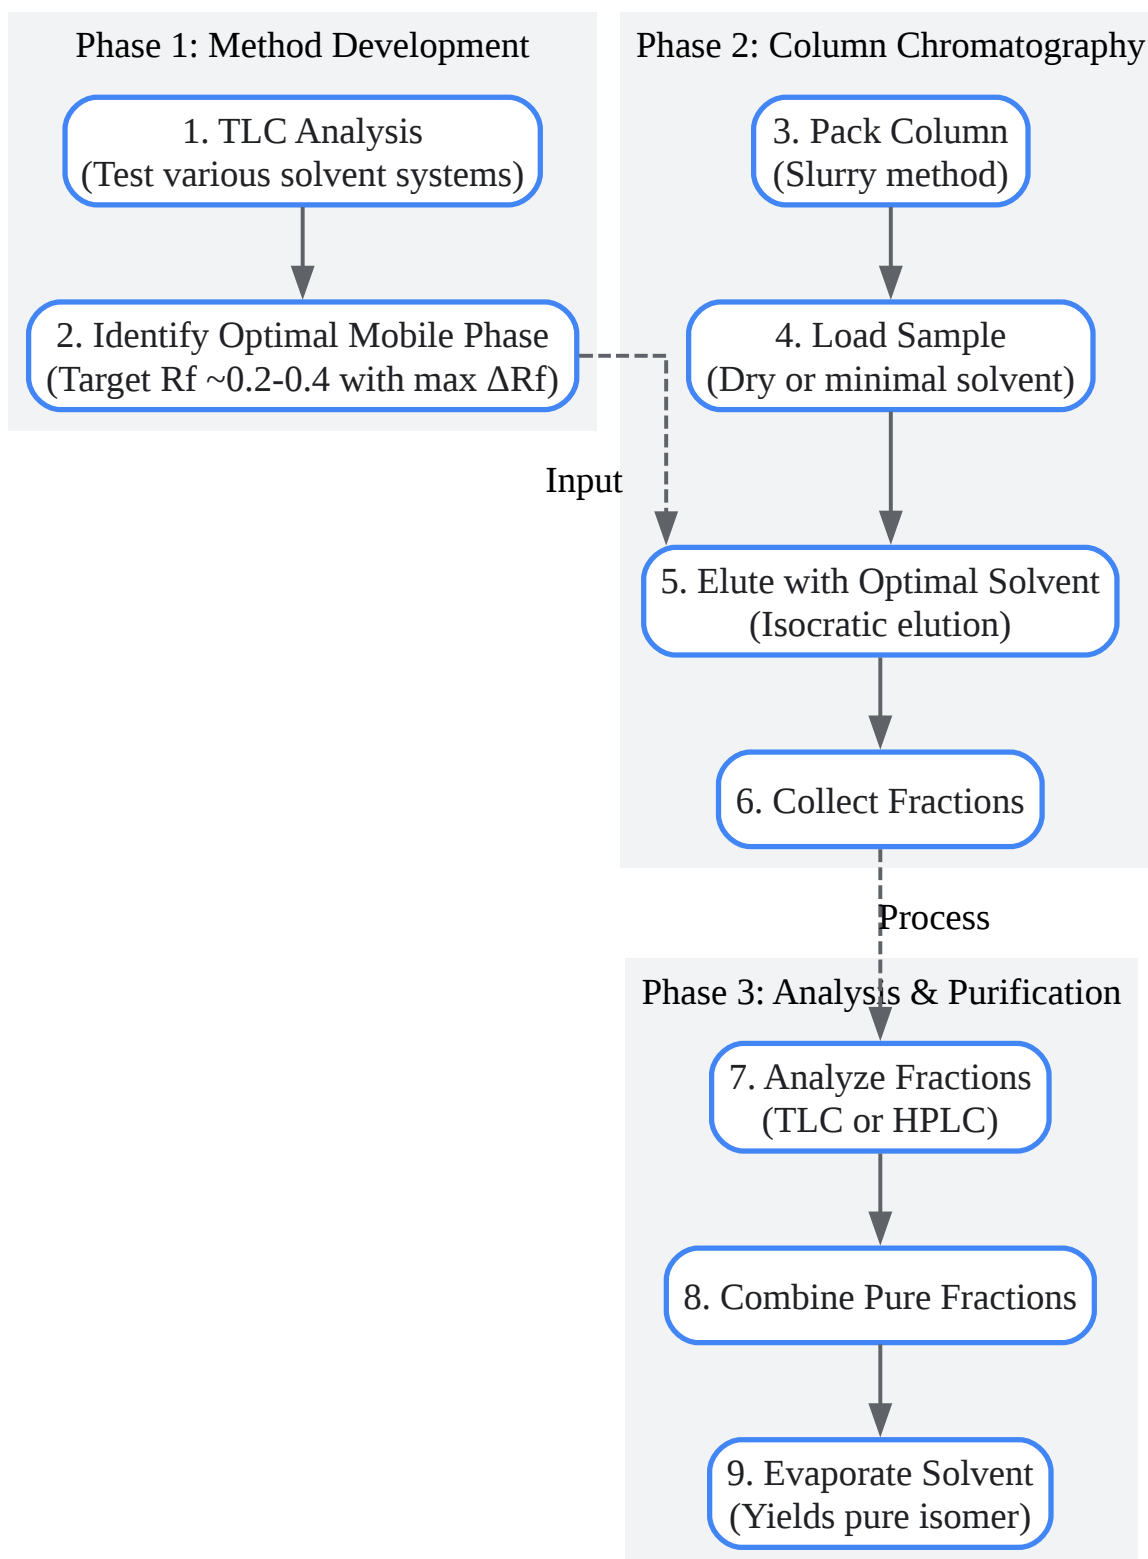 Phase 1: Method Development
1. TLC Analysis
(Test various solvent systems)
2. Identify Optimal Mobile Phase
(Target Rf ~0.2-0.4 with max ΔRf)
Input
Phase 2: Column Chromatography
3. Pack Column
(Slurry method)
4. Load Sample
(Dry or minimal solvent)
5. Elute with Optimal Solvent
(Isocratic elution)
6. Collect Fractions
Process
Phase 3: Analysis & Purification
7. Analyze Fractions
(TLC or HPLC)
8. Combine Pure Fractions
9. Evaporate Solvent
(Yields pure isomer)